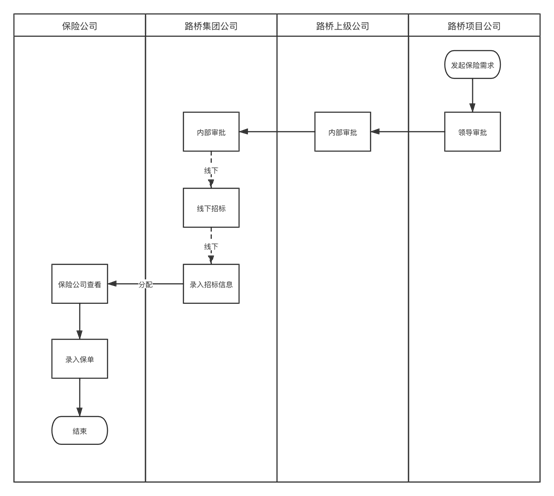 保险公司
路桥集团公司
路桥上级公司
路桥项目公司
发起保险需求
内部审批
内部审批
领导审批
线下
线下招标
线下
保险公司查看
分配
录入招标信息
录入保单
结束